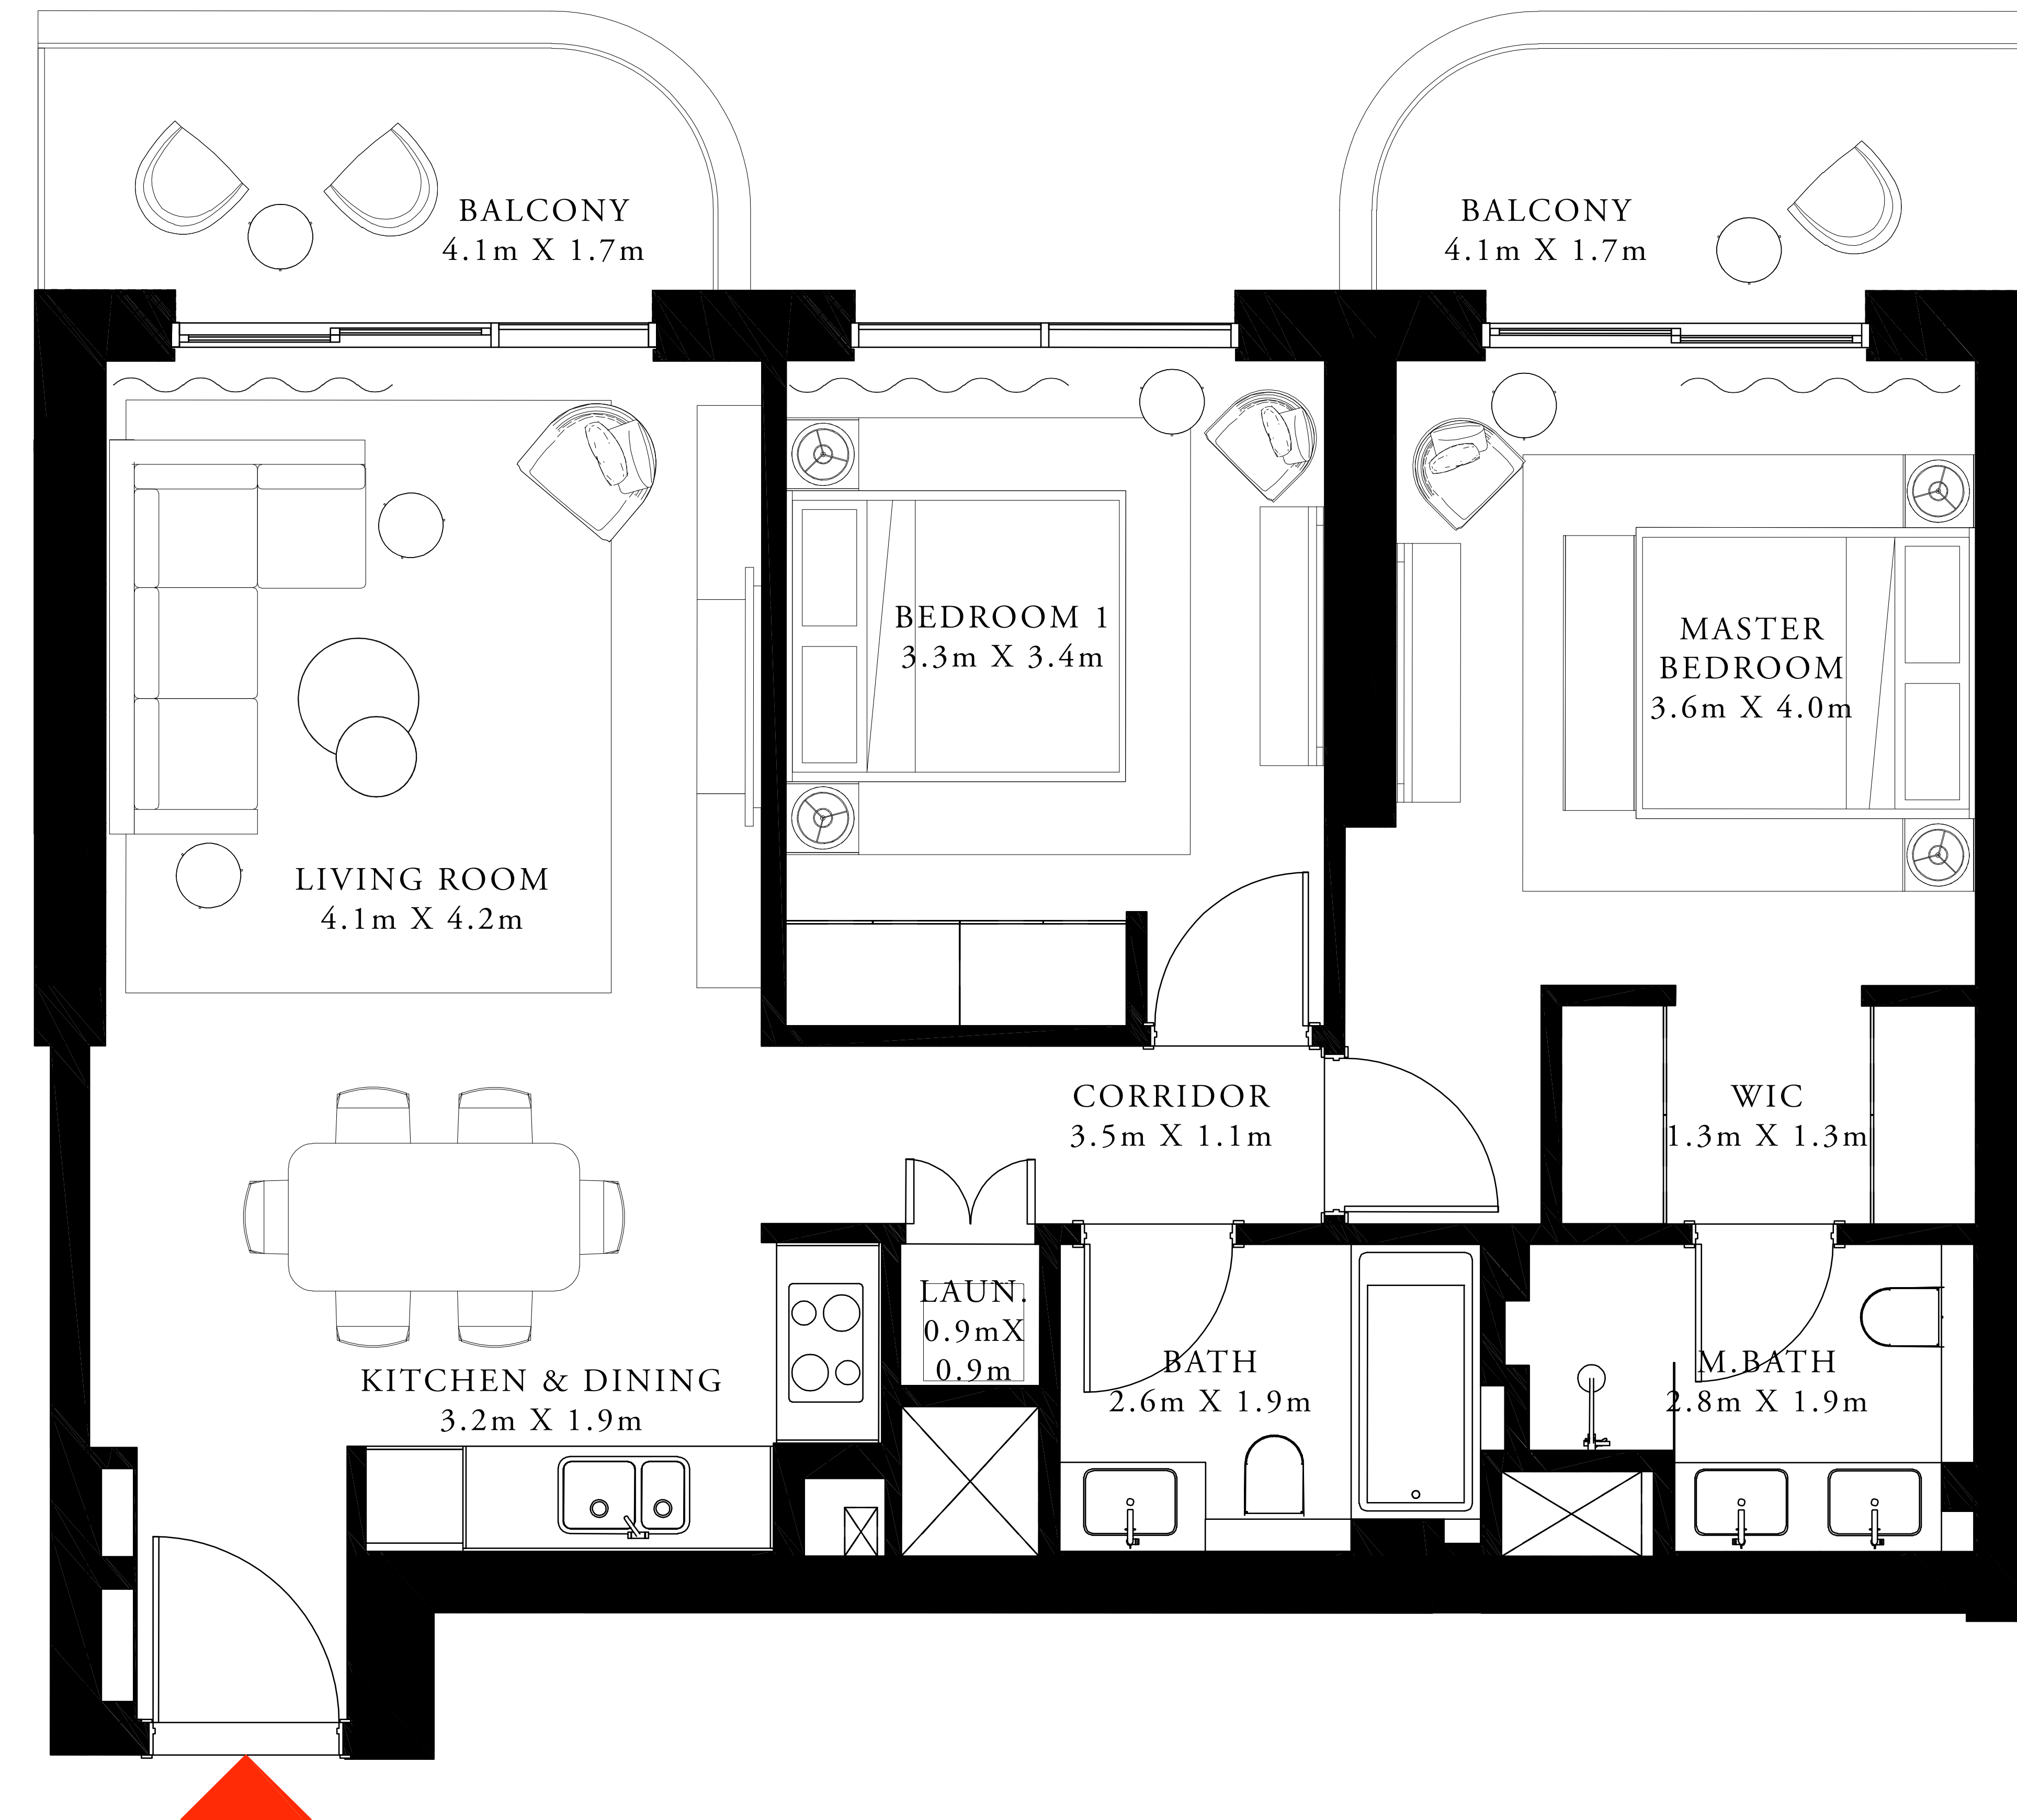 BALCONY
4.1m X 1.7m
BALCONY
4.1m X 1.7m
BEDROOM 1
3.3m X 3.4m
MASTER
BEDROOM
3.6m X 4.0m
LIVING ROOM
4.1m X 4.2m
CORRIDOR
3.5m X 1.1m
WIC
1.3m X 1.3m
LAUN.
0.9mX
0.9m
KITCHEN & DINING
3.2m X 1.9m
BATH
2.6m X 1.9m
M.BATH
2.8m X 1.9m